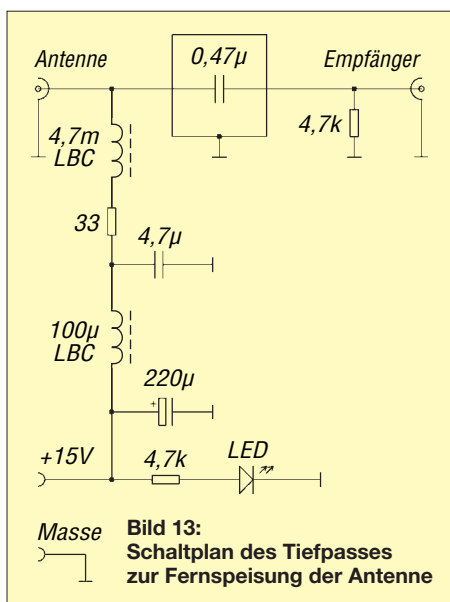 Antenne
0,47µ
Empfänger
4,7k
4,7m
LBC
33
4,7µ
100µ
LBC
220µ
+
+15V
4,7k
LED
Masse
Bild 13:
Schaltplan des Tiefpasses
zur Fernspeisung der Antenne